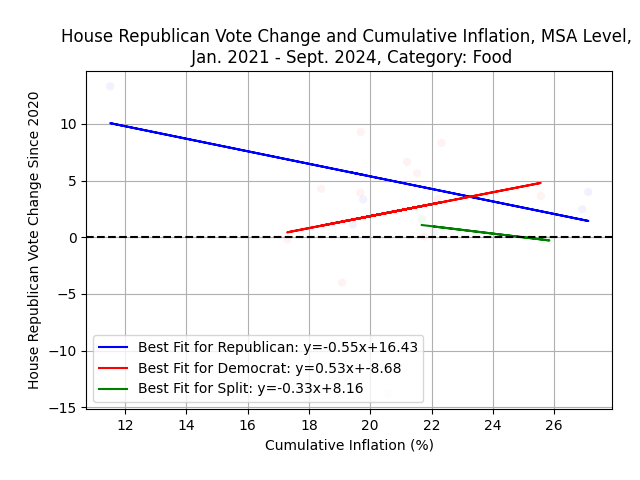 House Republican Vote Change and Cumulative Inflation, MSA Level,
Jan. 2021 - Sept. 2024, Category: Food
House Republican Vote Change Since 2020
10
5
0
−5
−10
−15
Best Fit for Republican: y=-0.55x+16.43
Best Fit for Democrat: y=0.53x+-8.68
Best Fit for Split: y=-0.33x+8.16
12 14 16 18 20 22 24 26
Cumulative Inflation (%)